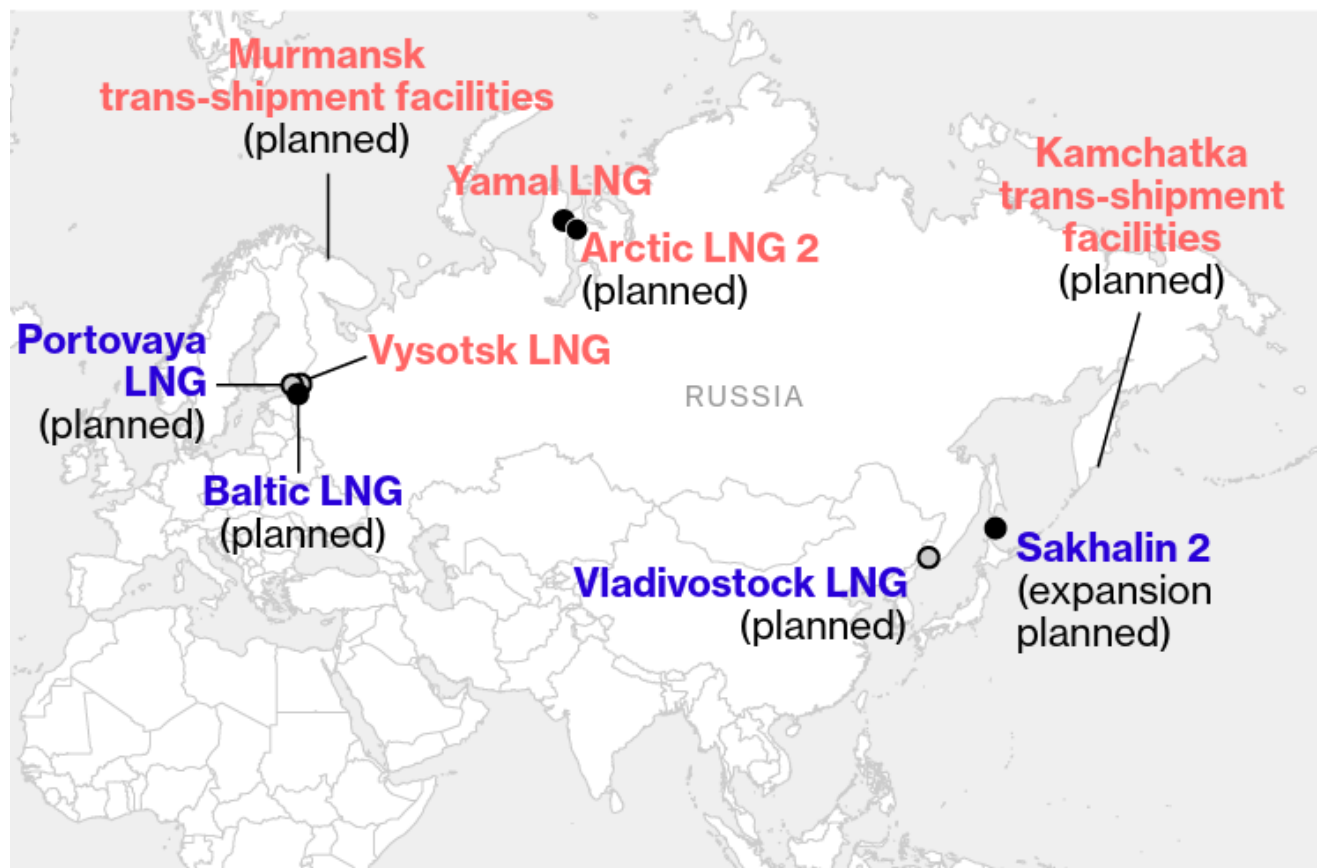 Murmansk
trans-shipment facilities
(planned)
Yamal LNG
Arctic LNG 2
(planned)
Kamchatka
trans-shipment
facilities
(planned)
Portovaya
LNG
(planned)
Vysotsk LNG
RUSSIA
Baltic LNG
(planned)
Vladivostock LNG
(planned)
Sakhalin 2
(expansion
planned)